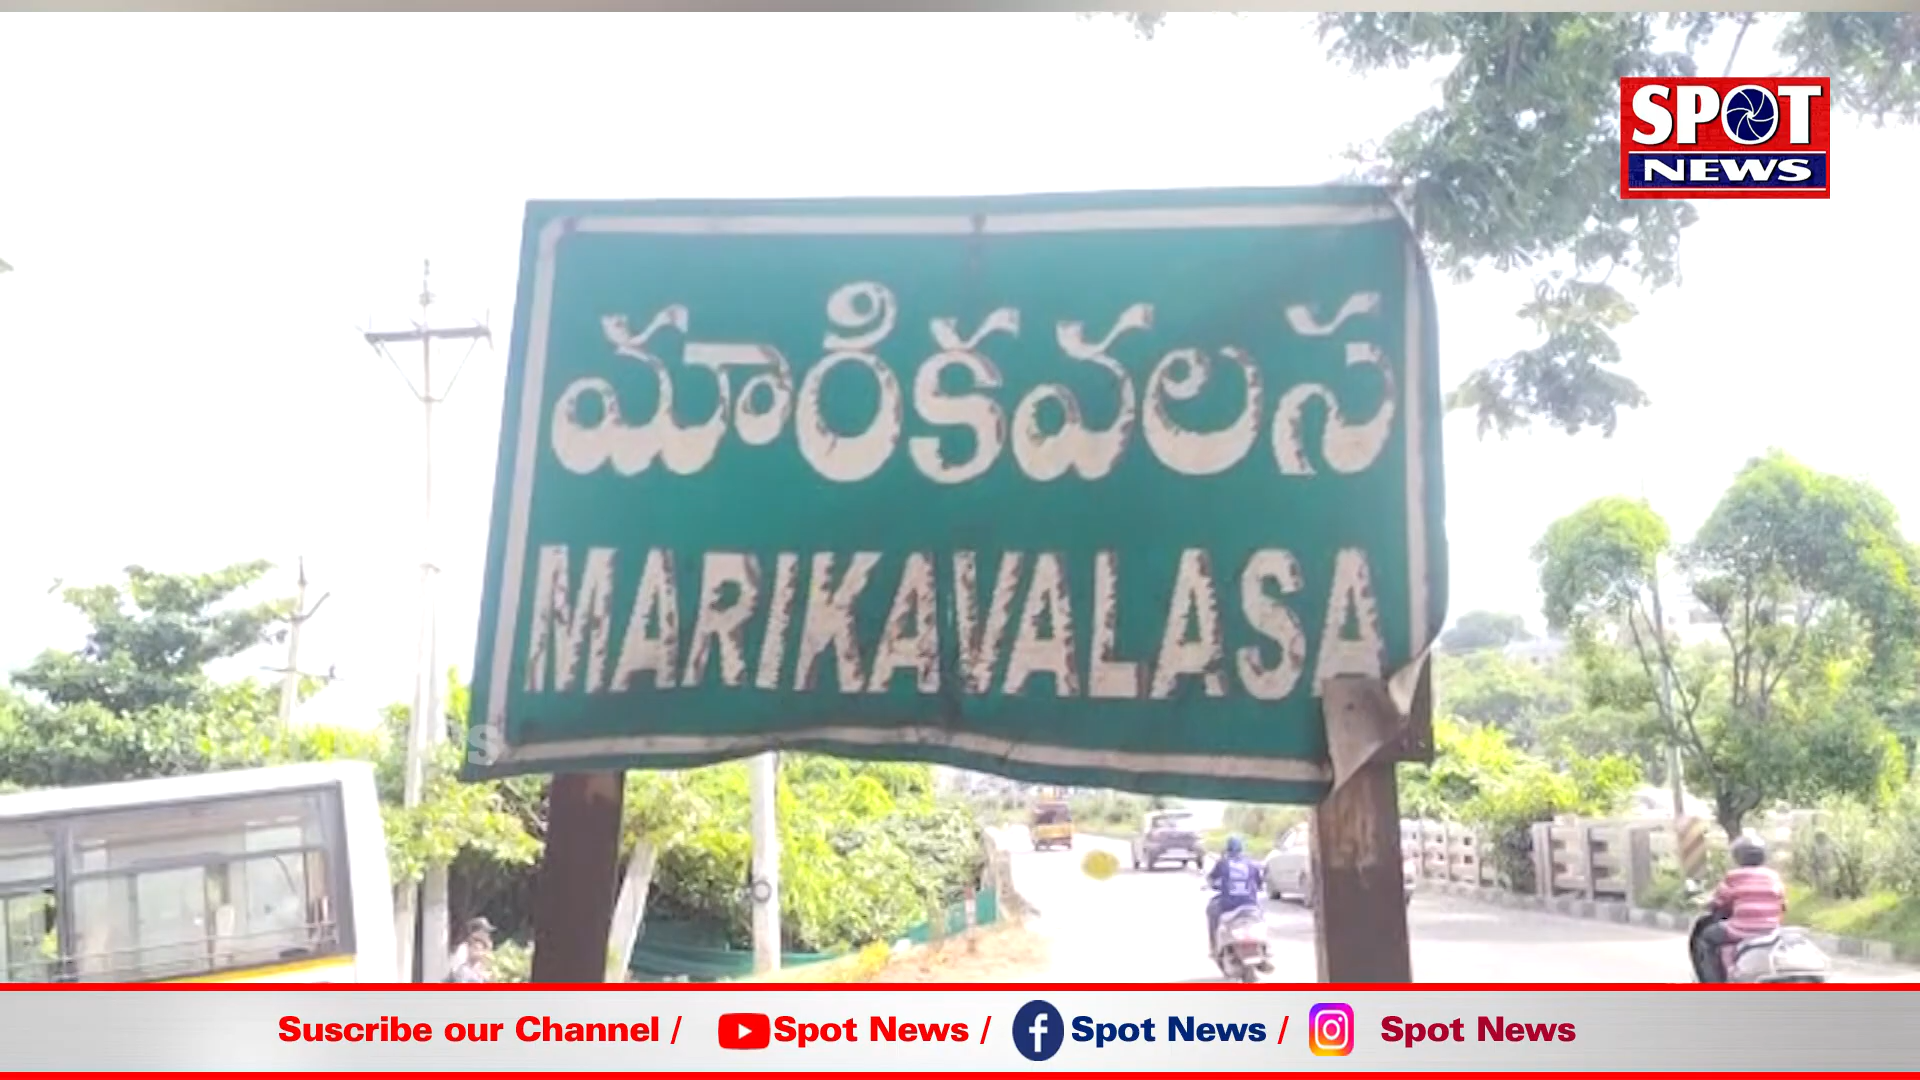 SPOT
NEWS
మారికవలస
MARIKAVALASA
Suscribe our Channel / Spot News / Spot News / Spot News